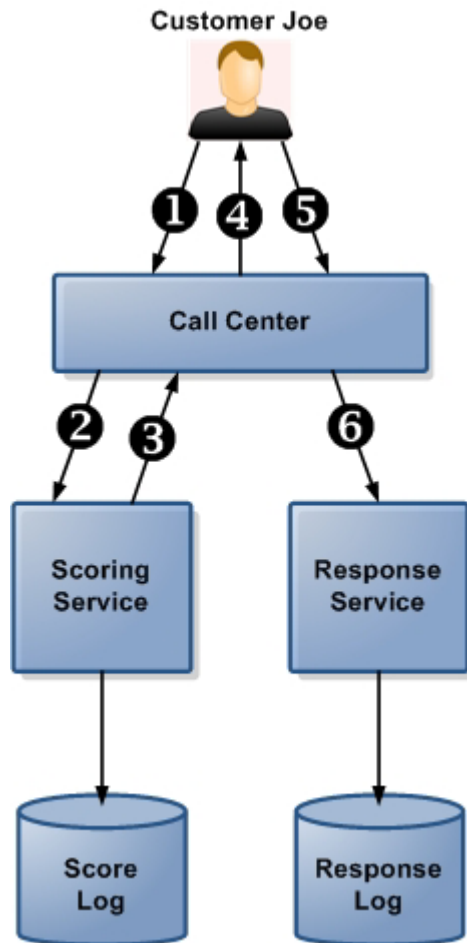 Customer Joe
1
4
5
Call Center
2
3
6
Scoring
Service
Response
Service
Score
Log
Response
Log